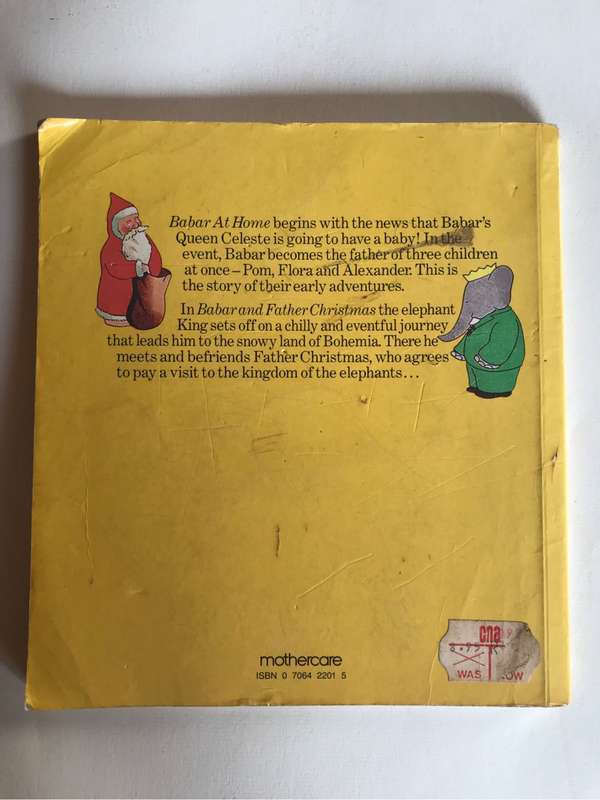 Babar At Home begins with the news that Babar's
Queen Celeste is going to have a baby! In the
event, Babar becomes the father of three children
at once – Pom, Flora and Alexander. This is
the story of their early adventures.
In Babar and Father Christmas the elephant
King sets off on a chilly and eventful journey
that leads him to the snowy land of Bohemia. There he
meets and befriends Father Christmas, who agrees
to pay a visit to the kingdom of the elephants...
cna
WAS
mothercare
ISBN 0 7064 2201 5